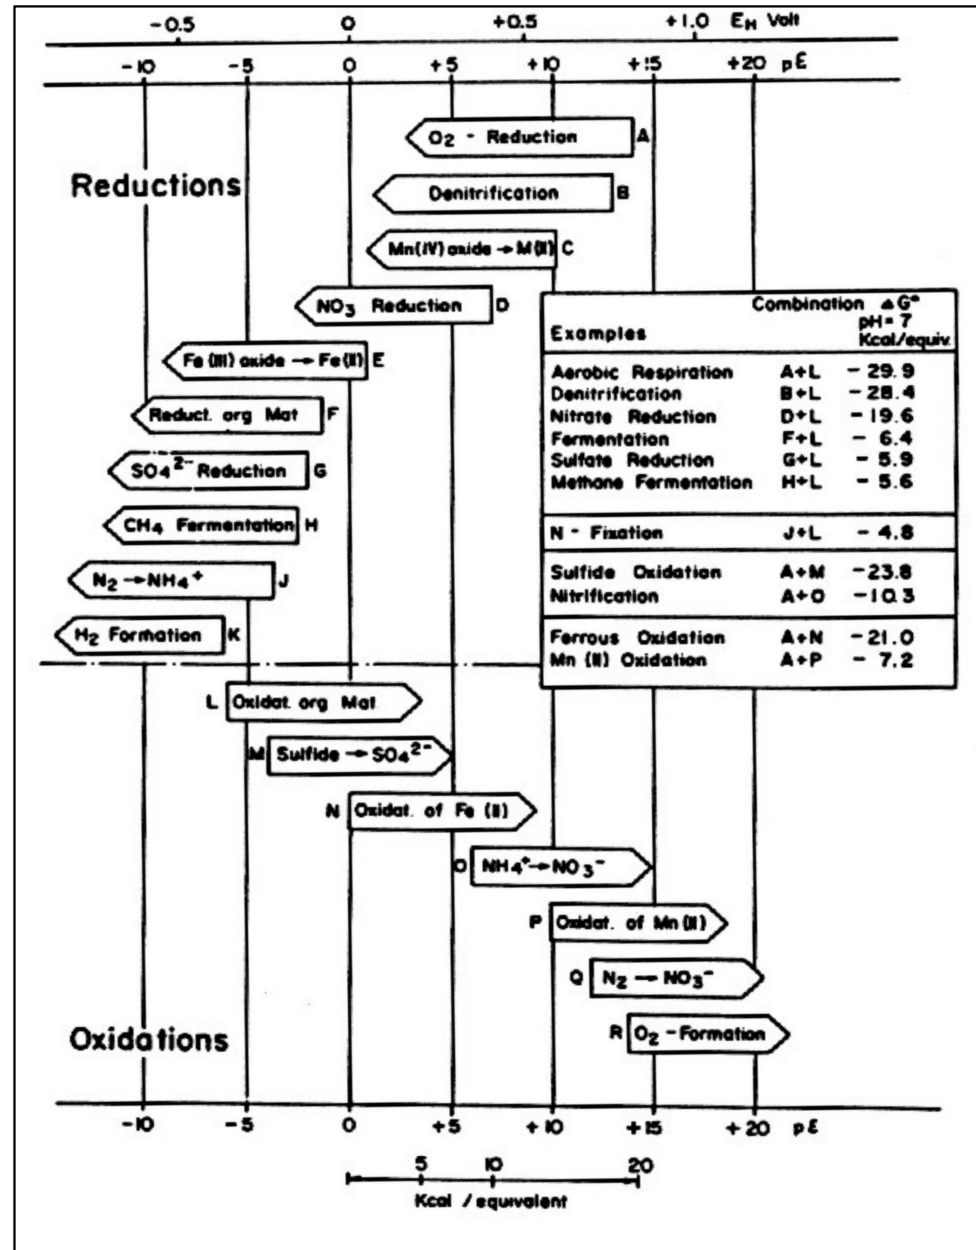 -0.5 0 +0.5 +1.0 EH Volt
-10 -5 0 +5 +10 +15 +20 pε
O2 - Reduction A
Reductions
Denitrification B
Mn(IV) oxide → M(II) C
NO3 Reduction D
Fe(III) oxide → Fe(II) E
Reduct. org Mat F
SO4 2- Reduction G
CH4 Fermentation H
N2 → NH4+ J
H2 Formation K
Combination ΔG°
pH = 7
Examples Kcal/equiv.
Aerobic Respiration A+L - 29.9
Denitrification B+L - 28.4
Nitrate Reduction D+L - 19.6
Fermentation F+L - 6.4
Sulfate Reduction G+L - 5.9
Methane Fermentation H+L - 5.6
N - Fixation J+L - 4.8
Sulfide Oxidation A+M -23.8
Nitrification A+O -10.3
Ferrous Oxidation A+N -21.0
Mn (II) Oxidation A+P - 7.2
L Oxidat. org Mat.
M Sulfide → SO4 2-
N Oxidat. of Fe (II)
O NH4+ → NO3-
P Oxidat. of Mn(II)
Q N2 → NO3-
R O2 - Formation
Oxidations
-10 -5 0 +5 +10 +15 +20 pε
5 10 20
Kcal / equivalent